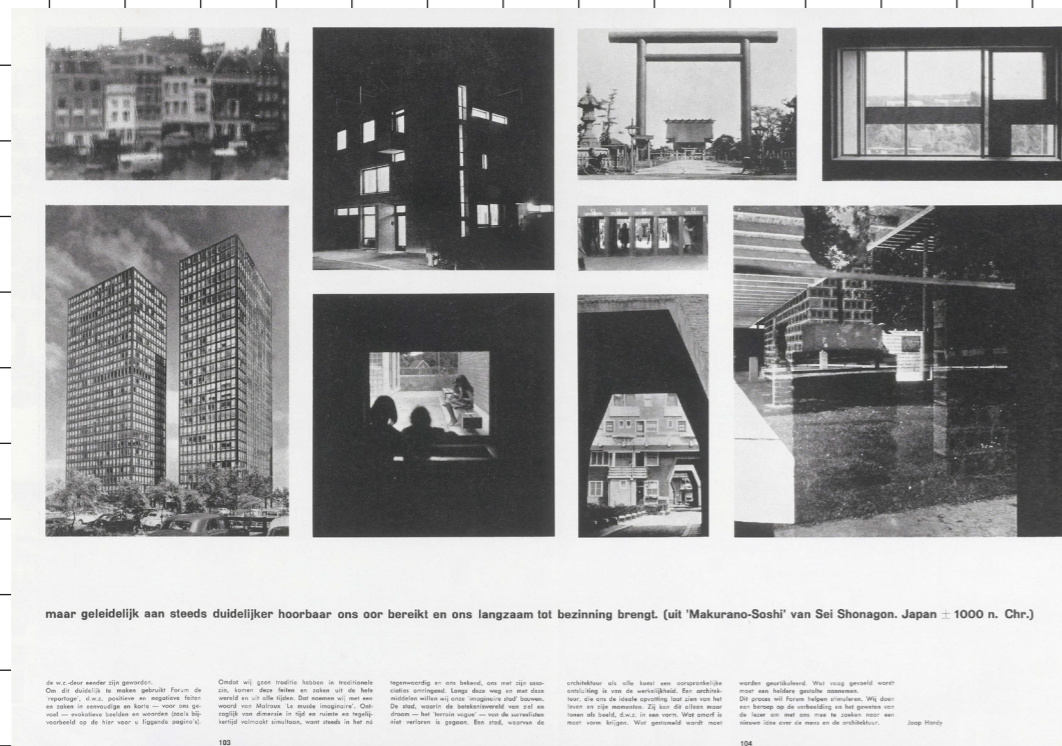 maar geleidelijk aan steeds duidelijker hoorbaar ons oor bereikt en ons langzaam tot bezinning brengt. (uit 'Makurano-Soshi' van Sei Shonagon. Japan ± 1000 n. Chr.)
de w.c.-deur eender zijn geworden.
Om dit duidelijk te maken gebruikt Forum de
'reportage', d.w.z. positieve en negatieve feiten
en zaken in eenvoudige en korte — voor ons ge-
voel — evokatieve beelden en woorden (zoals bij-
voorbeeld op de hier voor u liggende pagina's).
Omdat wij geen traditie hebben in traditionele
zin, komen deze feiten en zaken uit de hele
wereld en uit alle tijden. Dat noemen wij, met een
woord van Malraux 'Le musée imaginaire'. Ont-
zaglijk van dimensie in tijd en ruimte en tegelij-
kertijd volmaakt simultaan, want steeds in het nú
tegenwoordig en ons bekend, ons met zijn asso-
ciaties omringend. Langs deze weg en met deze
middelen willen wij onze 'imaginaire stad' bouwen.
De stad, waarin de betekeniswereld van ziel en
droom — het 'terrain vague' — van de surrealisten
niet verloren is gegaan. Een stad, waarvan de
architektuur als alle kunst een oorspronkelijke
ontsluiting is van de werkelijkheid. Een architek-
tuur, die ons de ideale opvatting laat zien van het
leven en zijn momenten. Zij kan dit alleen maar
tonen als beeld, d.w.z. in een vorm. Wat amorf is
moet vorm krijgen. Wat gestameld wordt moet
worden geartikuleerd. Wat vaag gevoeld wordt
moet een heldere gestalte aannemen.
Dit proces wil Forum helpen stimuleren. Wij doen
een beroep op de verbeelding en het geweten van
de lezer om met ons mee te zoeken naar een
nieuwe idee over de mens en de architektuur.
Joop Hardy
103
104